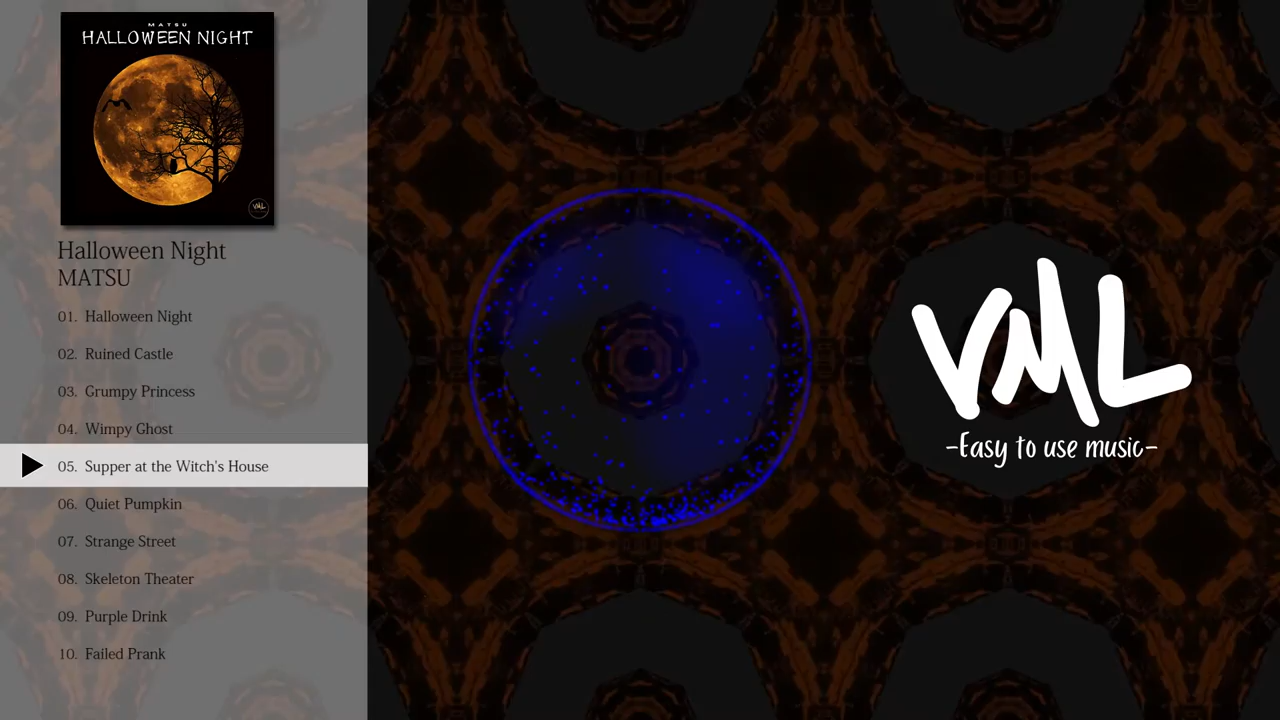 MATSU
HALLOWEEN NIGHT
VML
Halloween Night
MATSU
01. Halloween Night
02. Ruined Castle
03. Grumpy Princess
04. Wimpy Ghost
05. Supper at the Witch's House
06. Quiet Pumpkin
07. Strange Street
08. Skeleton Theater
09. Purple Drink
10. Failed Prank
VML
-Easy to use music-